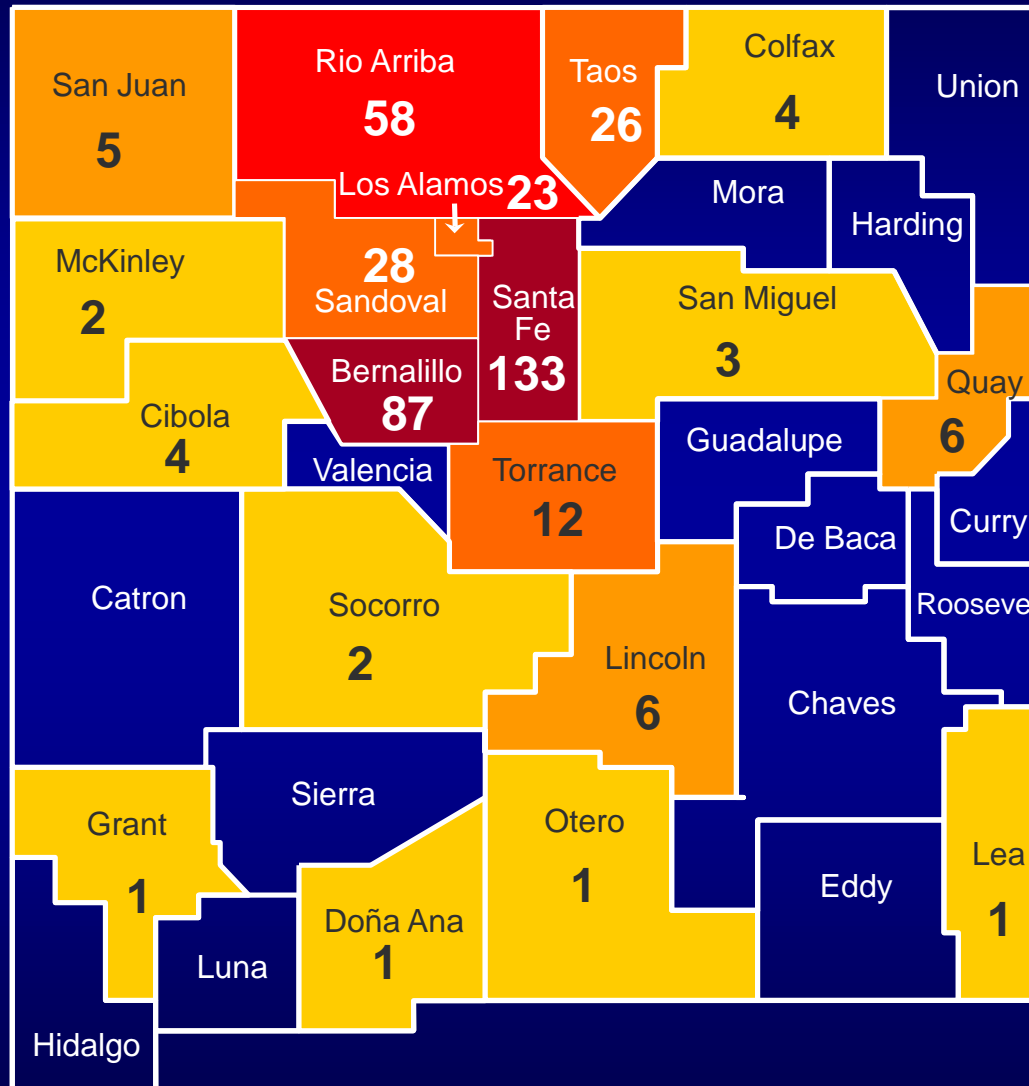 San Juan
5
Rio Arriba
58
Taos
26
Colfax
4
Union
Los Alamos 23
Mora
Harding
McKinley
2
28
Sandoval
Santa
Fe
133
San Miguel
3
Bernalillo
87
Quay
6
Cibola
4
Valencia
Torrance
12
Guadalupe
De Baca
Curry
Catron
Socorro
2
Lincoln
6
Rooseve
Chaves
Sierra
Grant
1
Otero
1
Lea
1
Eddy
Doña Ana
1
Luna
Hidalgo